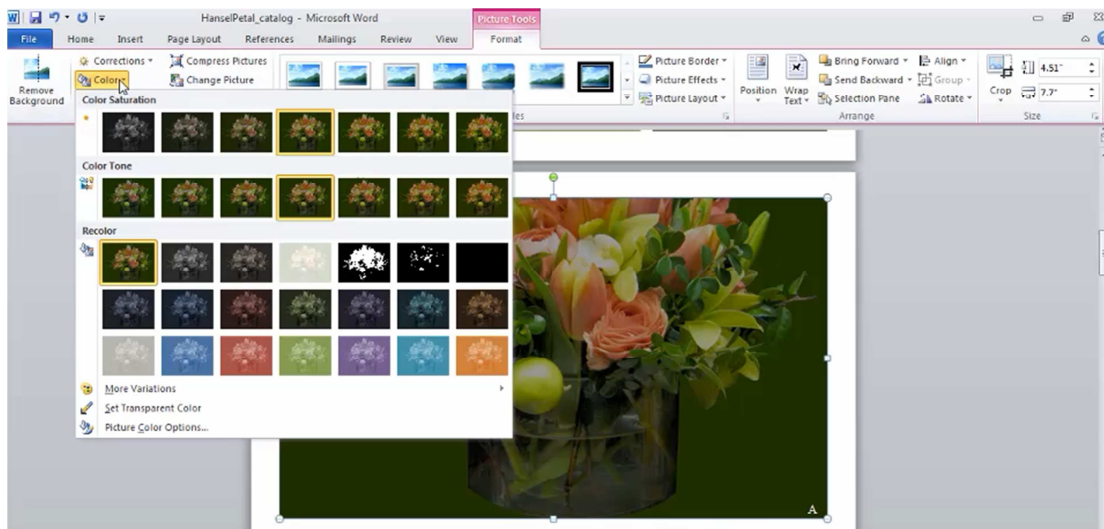 HanselPetal_catalog - Microsoft Word
Picture Tools
File Home Insert Page Layout References Mailings Review View Format
Remove Background
Corrections
Color
Compress Pictures
Change Picture
Picture Border
Picture Effects
Picture Layout
Position
Wrap Text
Bring Forward
Send Backward
Selection Pane
Align
Group
Rotate
Arrange
Crop
4.51"
7.7"
Size
Color Saturation
Color Tone
Recolor
More Variations
Set Transparent Color
Picture Color Options...
A